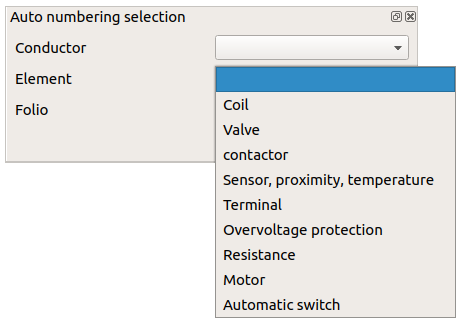 Auto numbering selection
Conductor
Element
Folio
Coil
Valve
contactor
Sensor, proximity, temperature
Terminal
Overvoltage protection
Resistance
Motor
Automatic switch